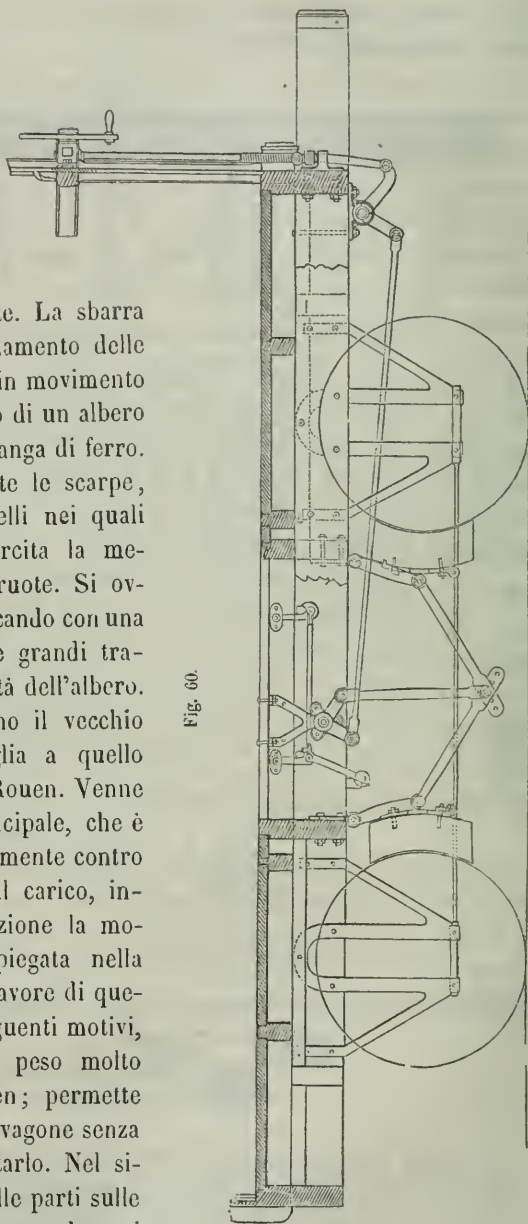 te. La sbarra
amento delle
in movimento
o di un albero
anga di ferro.
te le scarpe,
elli nei quali
ercita la me-
ruote. Si ov-
cando con una
e grandi tra-
tà dell'albero.
no il vecchio
glia a quello
Rouen. Venne
cipale, che è
mente contro
l carico, in-
zione la mo-
piegata nella
avore di que-
guenti motivi,
peso molto
en; permette
vagone senza
tarlo. Nel si-
lle parti sulle
Fig. 60.